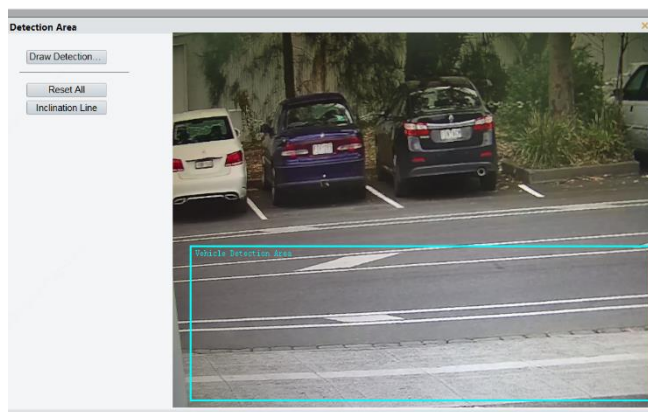 Detection Area
Draw Detection...
Reset All
Inclination Line
Vehicle Detection Area